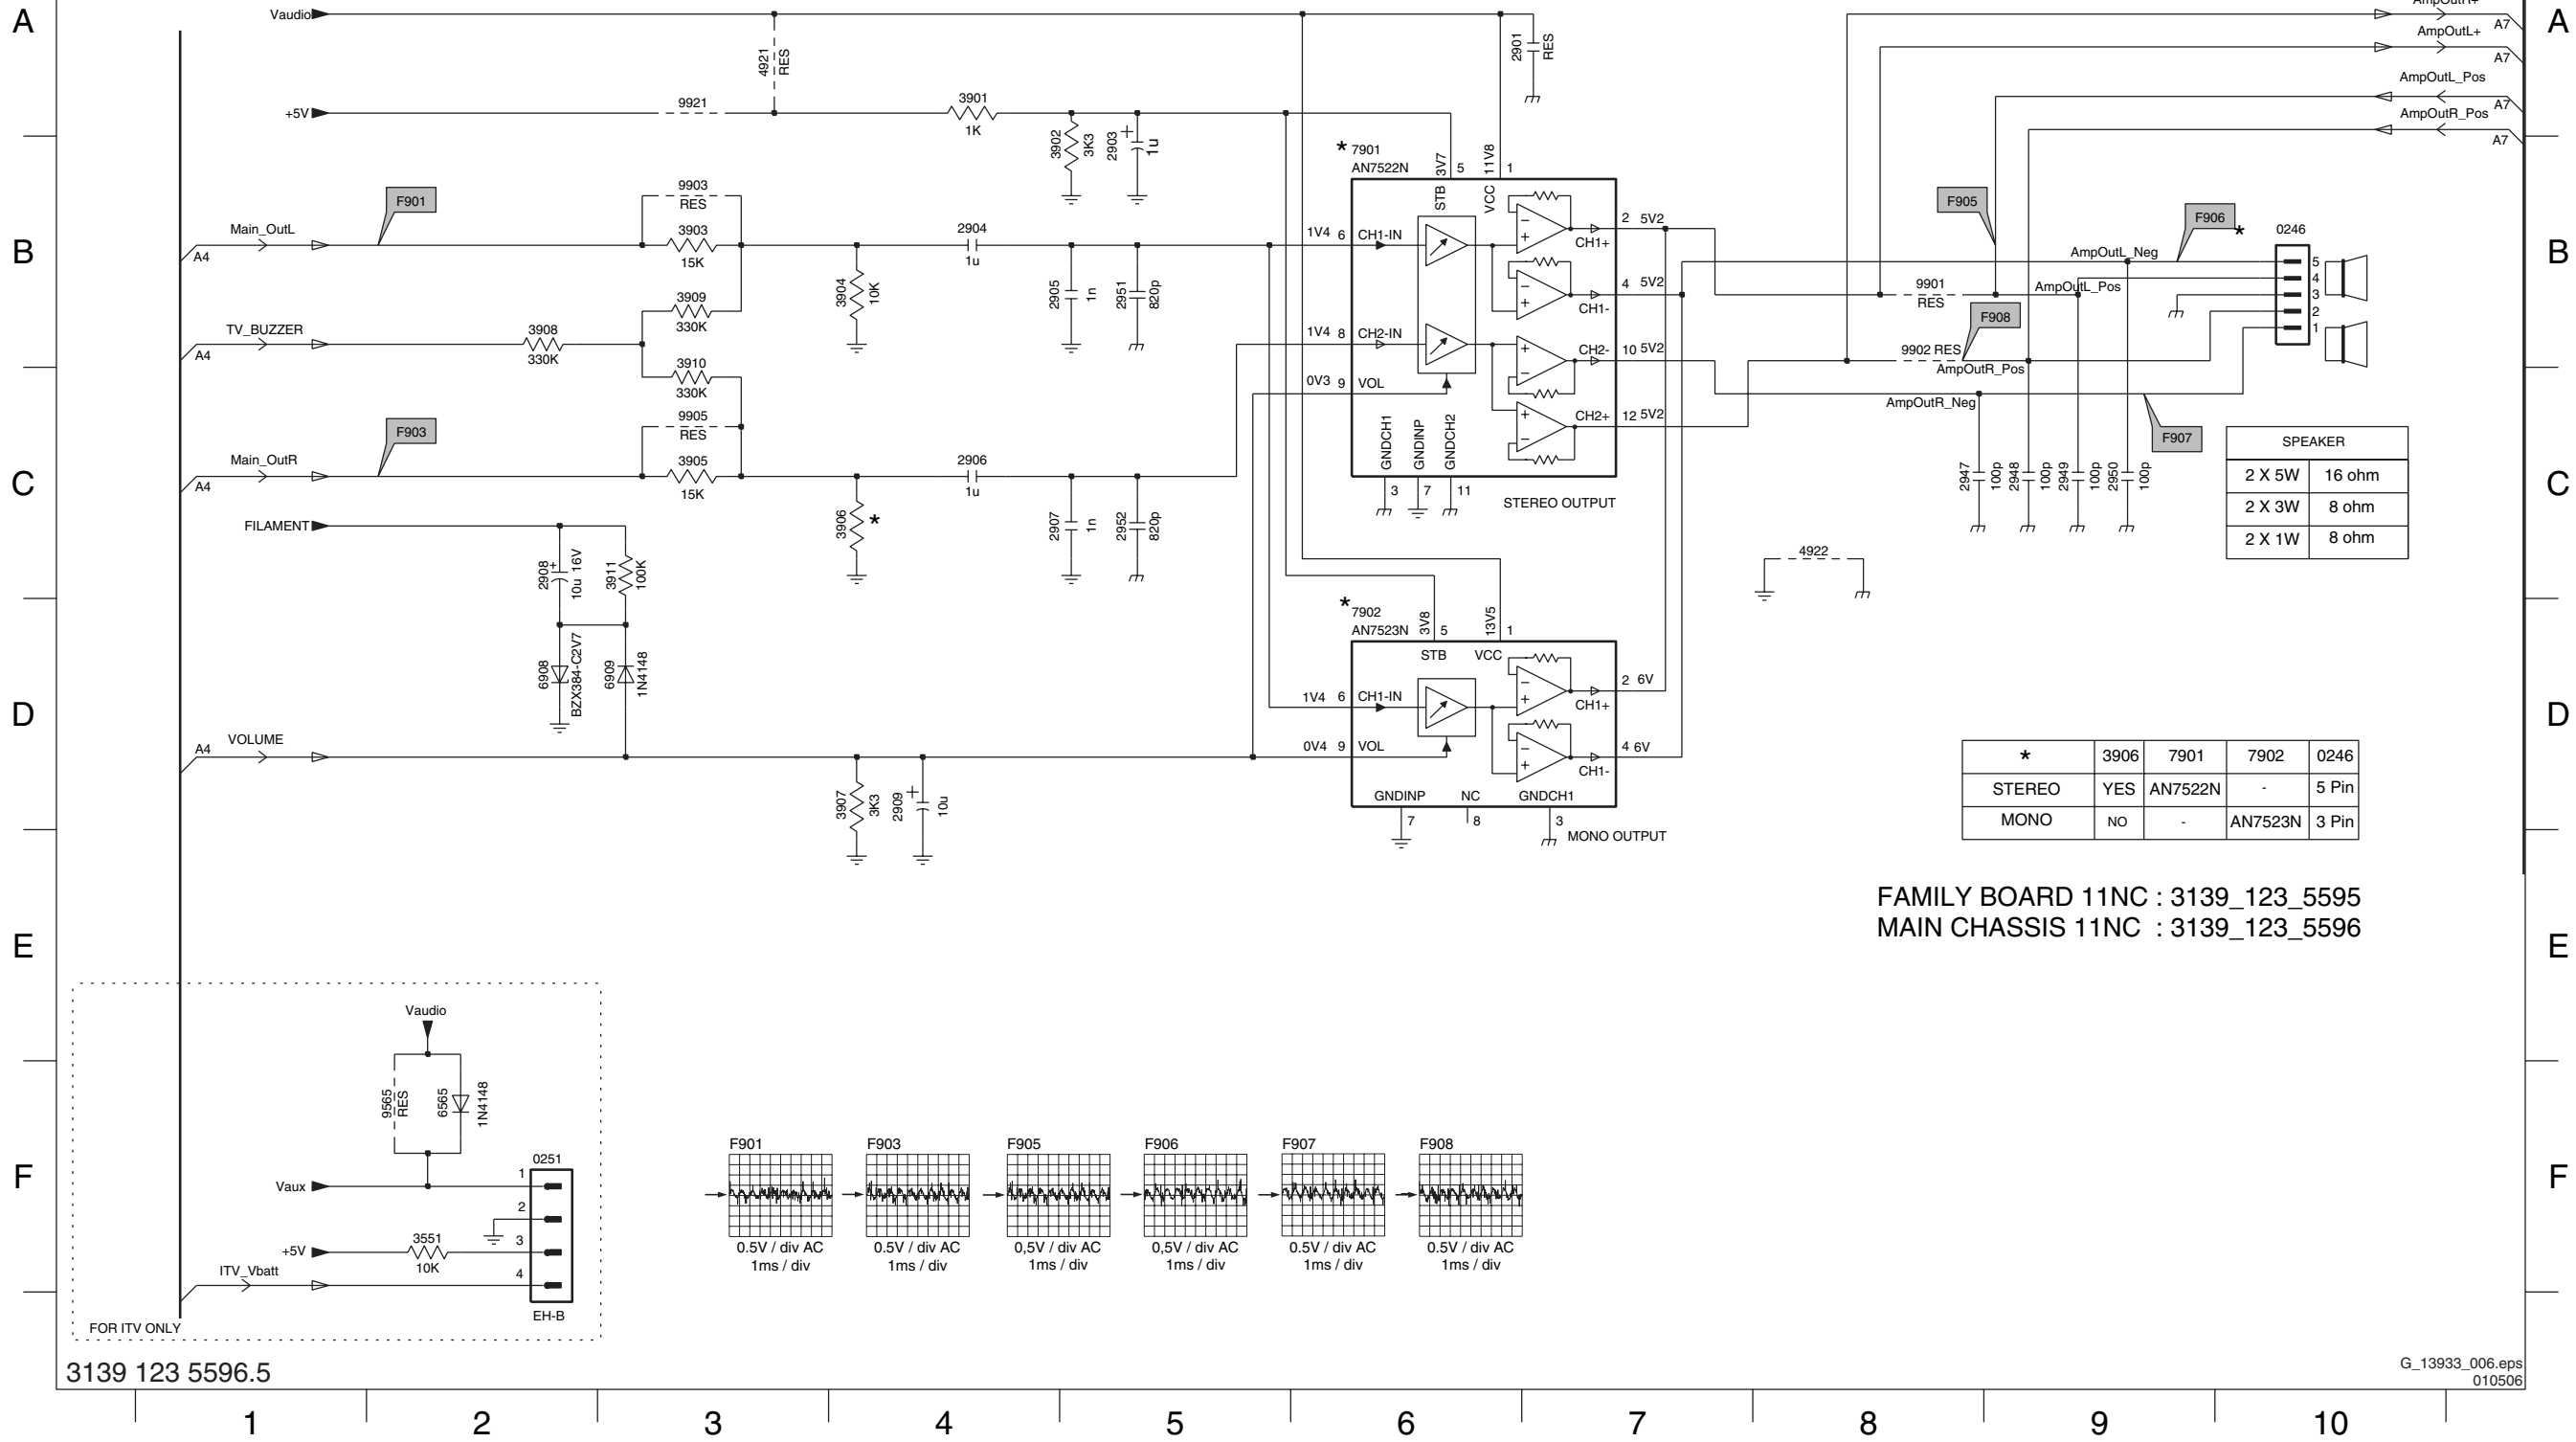 A
A
Vaudio
4921
RES
2901
RES
AmpOutR+
A7
AmpOutL+
A7
AmpOutL_Pos
A7
AmpOutR_Pos
A7
+5V
9921
3901
1K
3902
3K3
2903
+
1u
* 7901
AN7522N
3V7
5
11V8
1
STB
VCC
B
B
F901
Main_OutL
A4
9903
RES
3903
15K
2904
1u
3904
10K
2905
1n
2951
820p
3909
330K
TV_BUZZER
A4
3908
330K
3910
330K
1V4 6 CH1-IN
1V4 8 CH2-IN
0V3 9 VOL
2 5V2
CH1+
4 5V2
CH1-
CH2-
10 5V2
CH2+
12 5V2
GNDCH1
GNDINP
GNDCH2
3
7
11
STEREO OUTPUT
F905
F906
*
0246
AmpOutL_Neg
9901
RES
AmpOutL_Pos
F908
9902 RES
AmpOutR_Pos
AmpOutR_Neg
F907
5
4
3
2
1
C
C
F903
Main_OutR
A4
9905
RES
3905
15K
2906
1u
3906
*
2907
1n
2952
820p
2947
100p
2948
100p
2949
100p
2950
100p
SPEAKER
2 X 5W 16 ohm
2 X 3W 8 ohm
2 X 1W 8 ohm
FILAMENT
2908
+
10u 16V
3911
100K
4922
D
D
6908
BZX384-C2V7
6909
1N4148
VOLUME
A4
3907
3K3
2909
+
10u
* 7902
AN7523N
3V8
5
13V5
1
STB
VCC
1V4 6 CH1-IN
0V4 9 VOL
2 6V
CH1+
4 6V
CH1-
GNDINP
NC
GNDCH1
7
8
3
MONO OUTPUT
* 3906 7901 7902 0246
STEREO YES AN7522N - 5 Pin
MONO NO - AN7523N 3 Pin
E
E
FAMILY BOARD 11NC : 3139_123_5595
MAIN CHASSIS 11NC : 3139_123_5596
Vaudio
9565
RES
6565
1N4148
F
F
Vaux
0251
1
2
3
4
+5V
3551
10K
ITV_Vbatt
EH-B
FOR ITV ONLY
F901
0.5V / div AC
1ms / div
F903
0.5V / div AC
1ms / div
F905
0,5V / div AC
1ms / div
F906
0,5V / div AC
1ms / div
F907
0.5V / div AC
1ms / div
F908
0.5V / div AC
1ms / div
3139 123 5596.5
G_13933_006.eps
010506
1 2 3 4 5 6 7 8 9 10